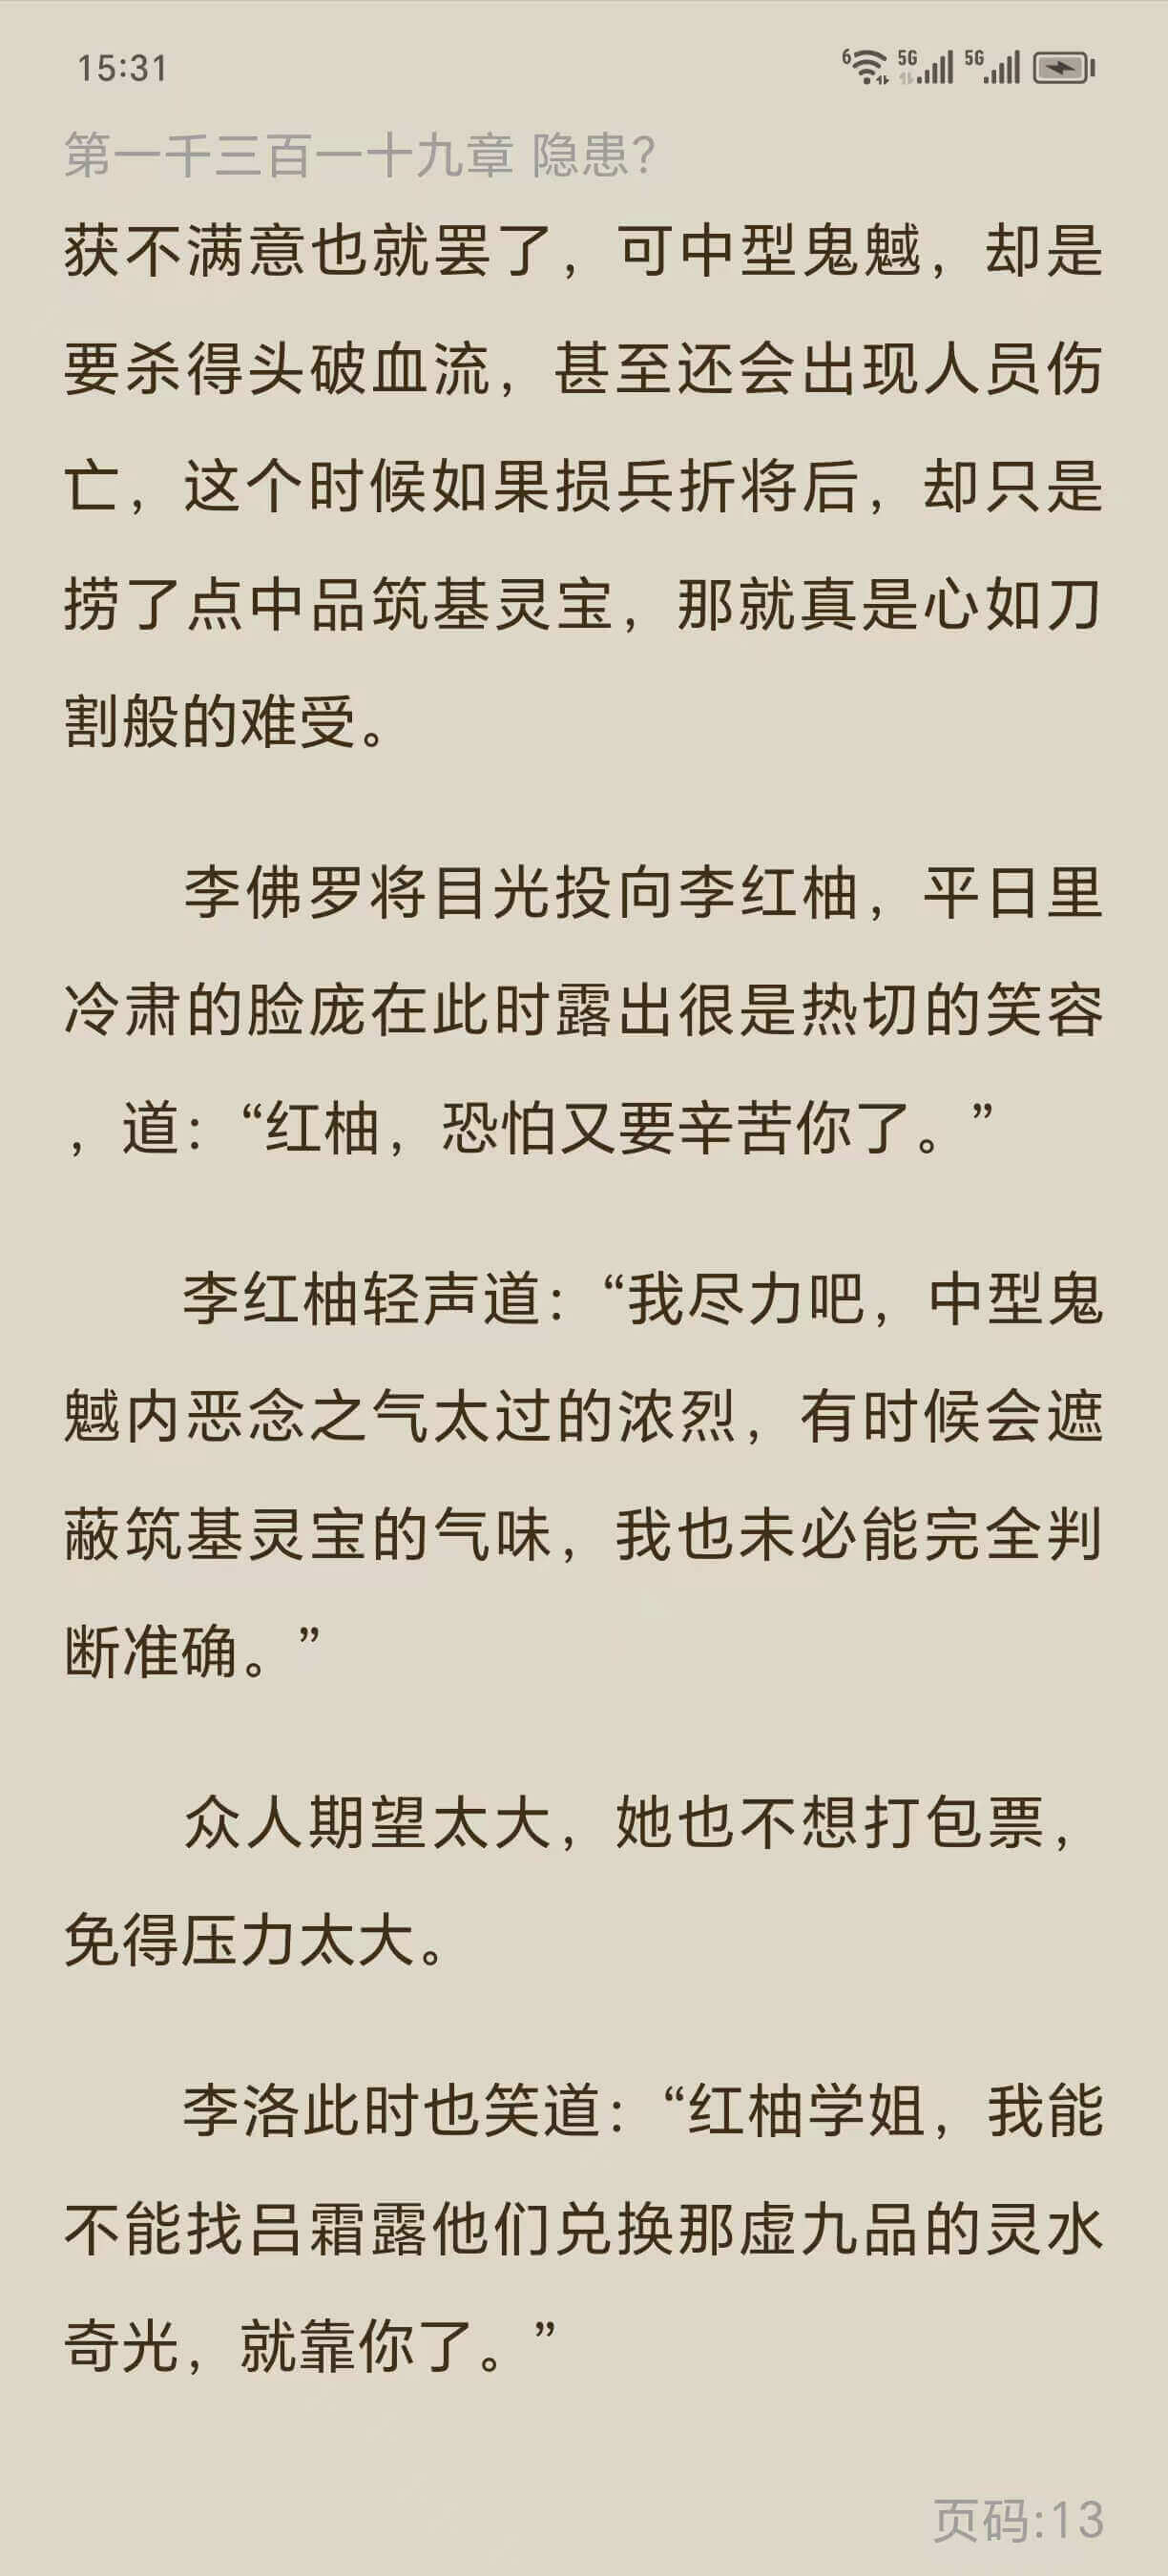 15:31
6 5G 5G
第一千三百一十九章 隐患？
获不满意也就罢了，可中型鬼魊，却是
要杀得头破血流，甚至还会出现人员伤
亡，这个时候如果损兵折将后，却只是
捞了点中品筑基灵宝，那就真是心如刀
割般的难受。
李佛罗将目光投向李红柚，平日里
冷肃的脸庞在此时露出很是热切的笑容
，道：“红柚，恐怕又要辛苦你了。”
李红柚轻声道：“我尽力吧，中型鬼
魊内恶念之气太过的浓烈，有时候会遮
蔽筑基灵宝的气味，我也未必能完全判
断准确。”
众人期望太大，她也不想打包票，
免得压力太大。
李洛此时也笑道：“红柚学姐，我能
不能找吕霜露他们兑换那虚九品的灵水
奇光，就靠你了。”
页码:13